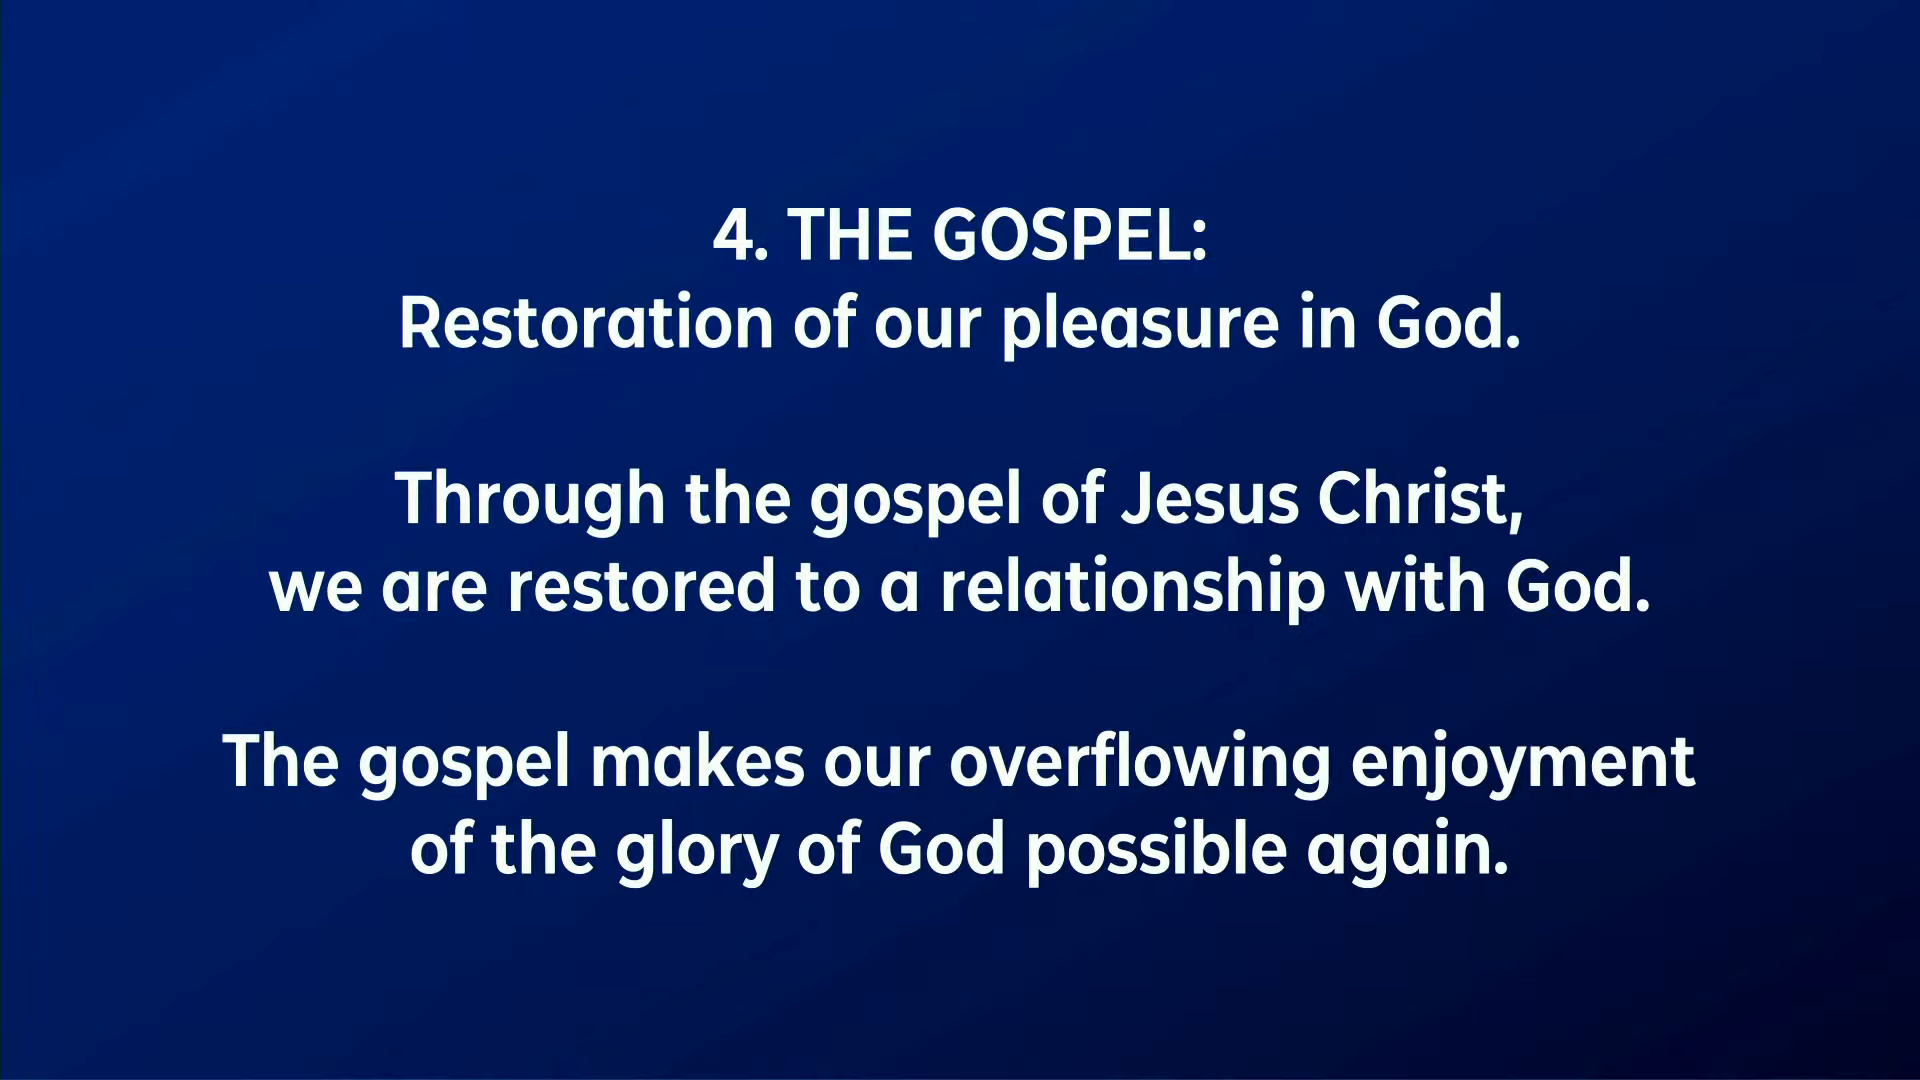 4. THE GOSPEL:
Restoration of our pleasure in God.
Through the gospel of Jesus Christ,
we are restored to a relationship with God.
The gospel makes our overflowing enjoyment
of the glory of God possible again.